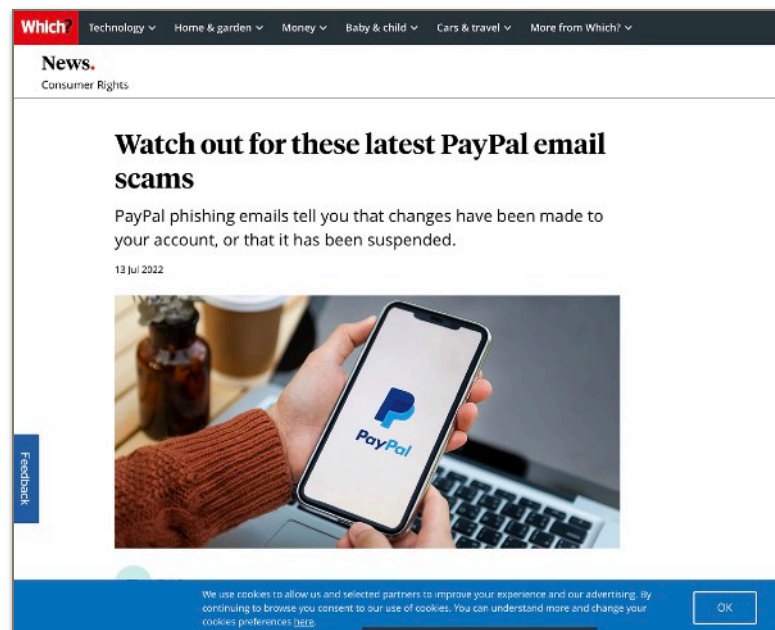 Which?
Technology Home & garden Money Baby & child Cars & travel More from Which?
News.
Consumer Rights
Watch out for these latest PayPal email
scams
PayPal phishing emails tell you that changes have been made to
your account, or that it has been suspended.
13 Jul 2022
PayPal
Feedback
We use cookies to allow us and selected partners to improve your experience and our advertising. By
continuing to browse you consent to our use of cookies. You can understand more and change your
cookies preferences here.
OK